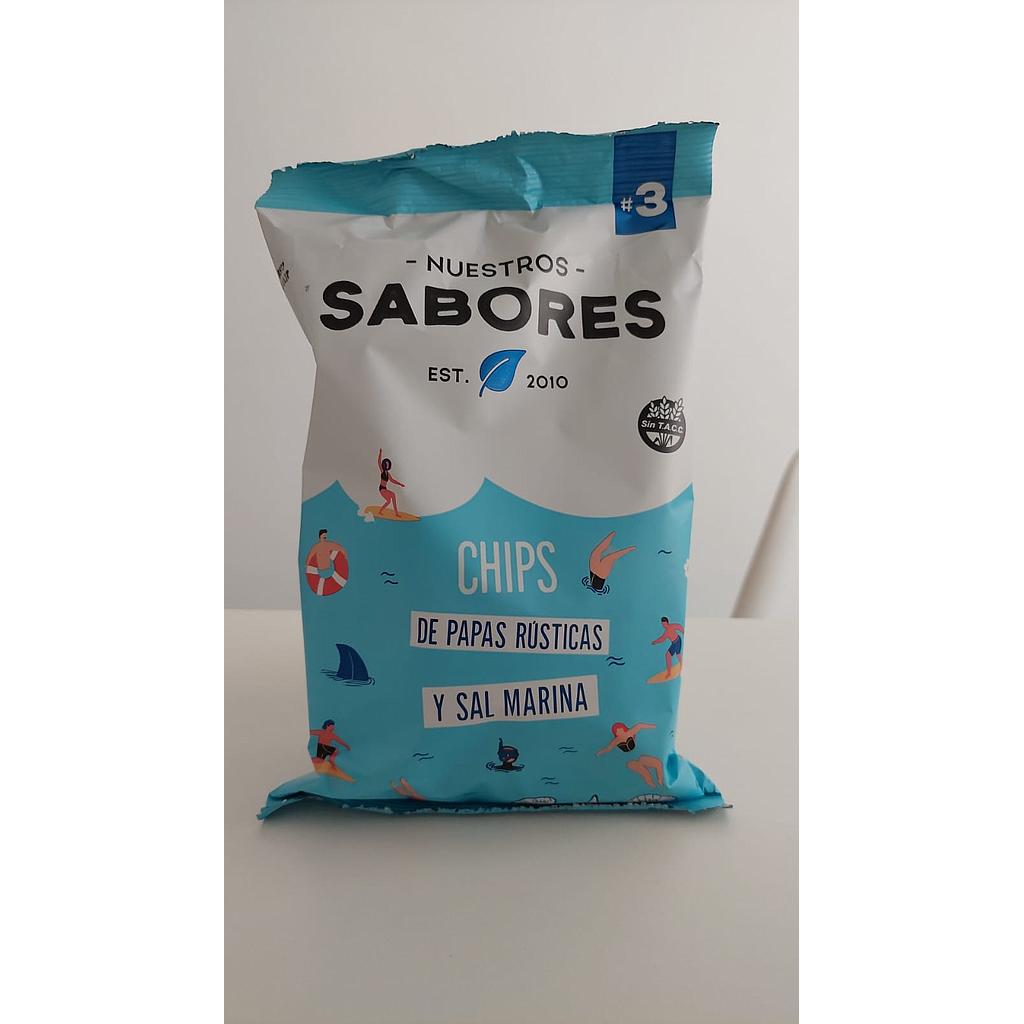 #3
- NUESTROS -
SABORES
EST. 2010
Sin T.A.C.C.
CHIPS
DE PAPAS RÚSTICAS
Y SAL MARINA